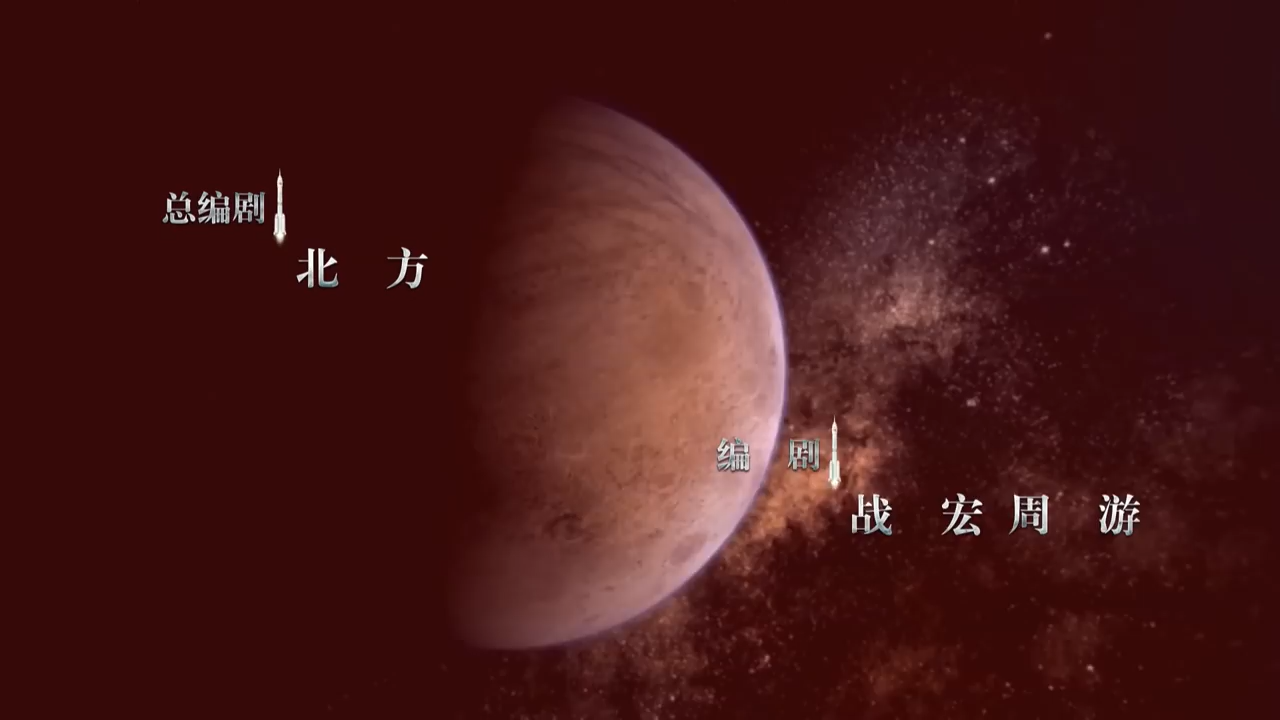 总编剧
北 方
编 剧
战 宏 周 游